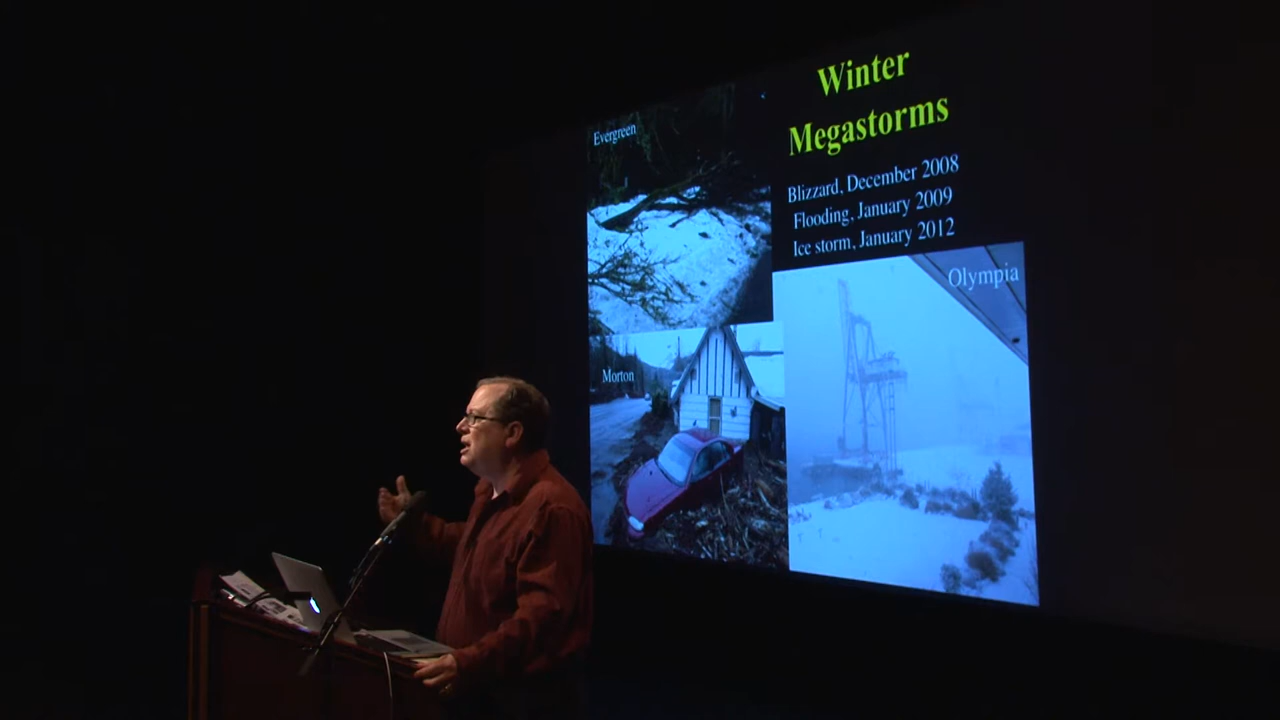 Winter
Megastorms
Blizzard, December 2008
Flooding, January 2009
Ice storm, January 2012
Evergreen
Morton
Olympia